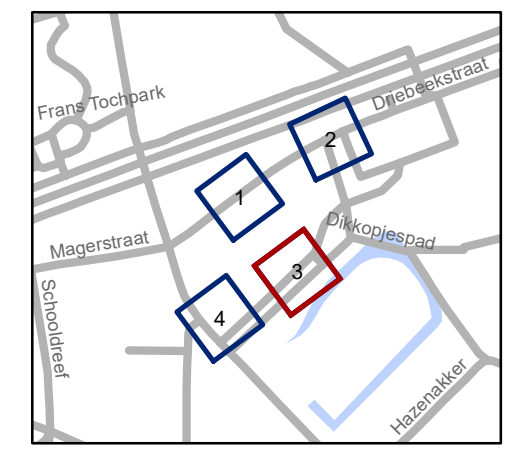 Driebeekstraat
Frans Tochpark
2
1
Dikkopjespad
Magerstraat
3
Schooldreef
4
Hazenakker